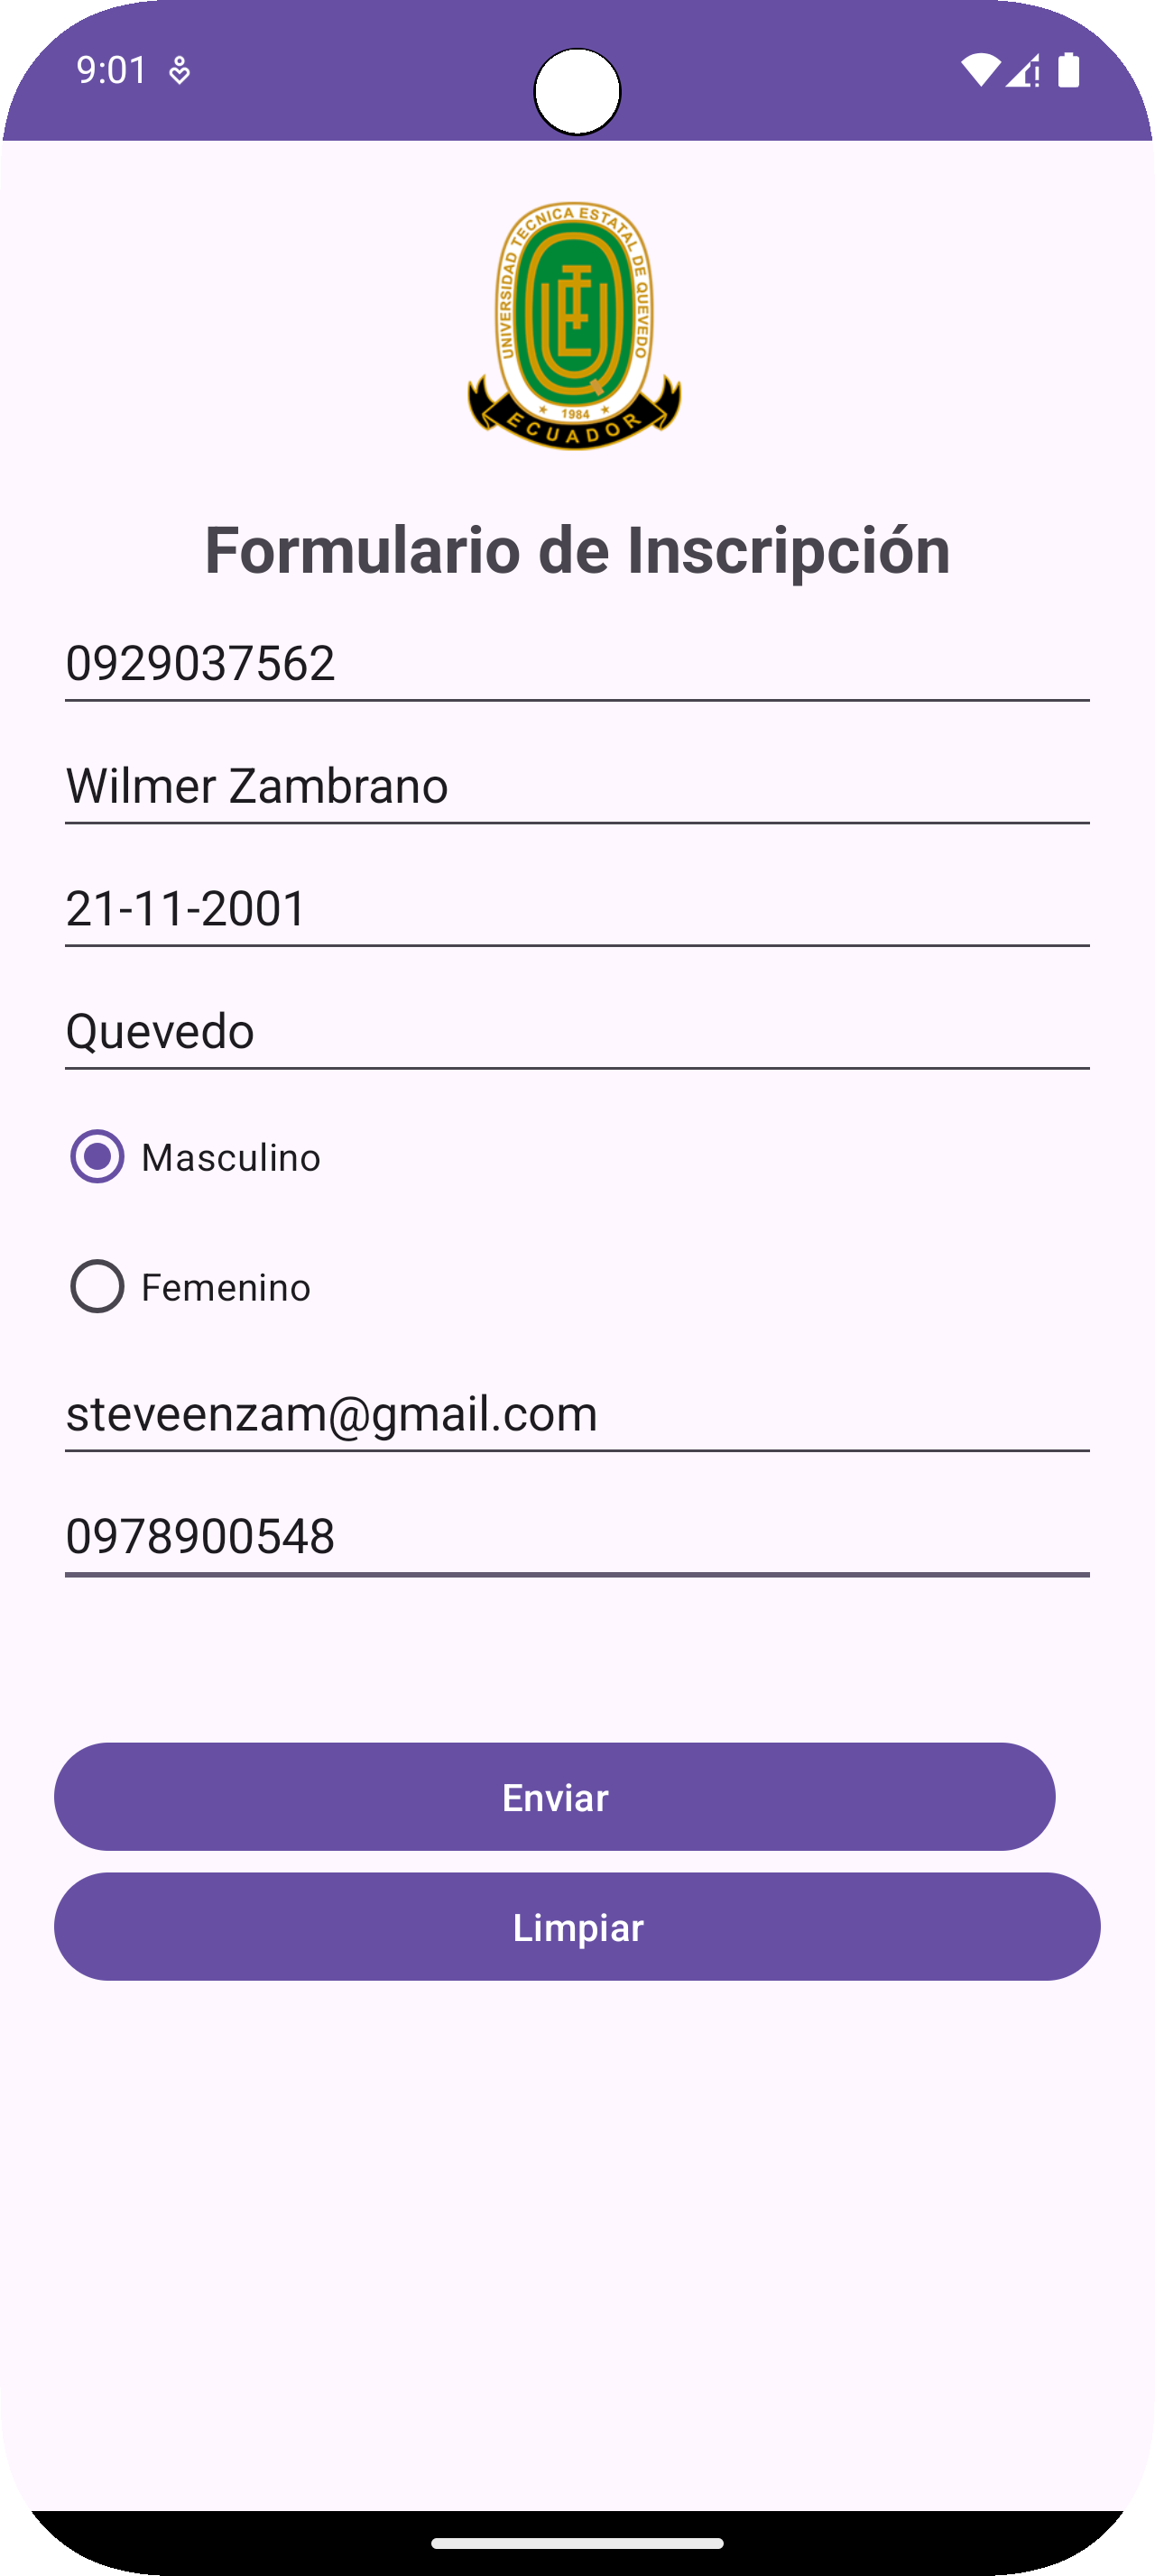 9:01
UNIVERSIDAD TECNICA ESTATAL DE QUEVEDO
1984
ECUADOR
Formulario de Inscripción
0929037562
Wilmer Zambrano
21-11-2001
Quevedo
Masculino
Femenino
steveenzam@gmail.com
0978900548
Enviar
Limpiar